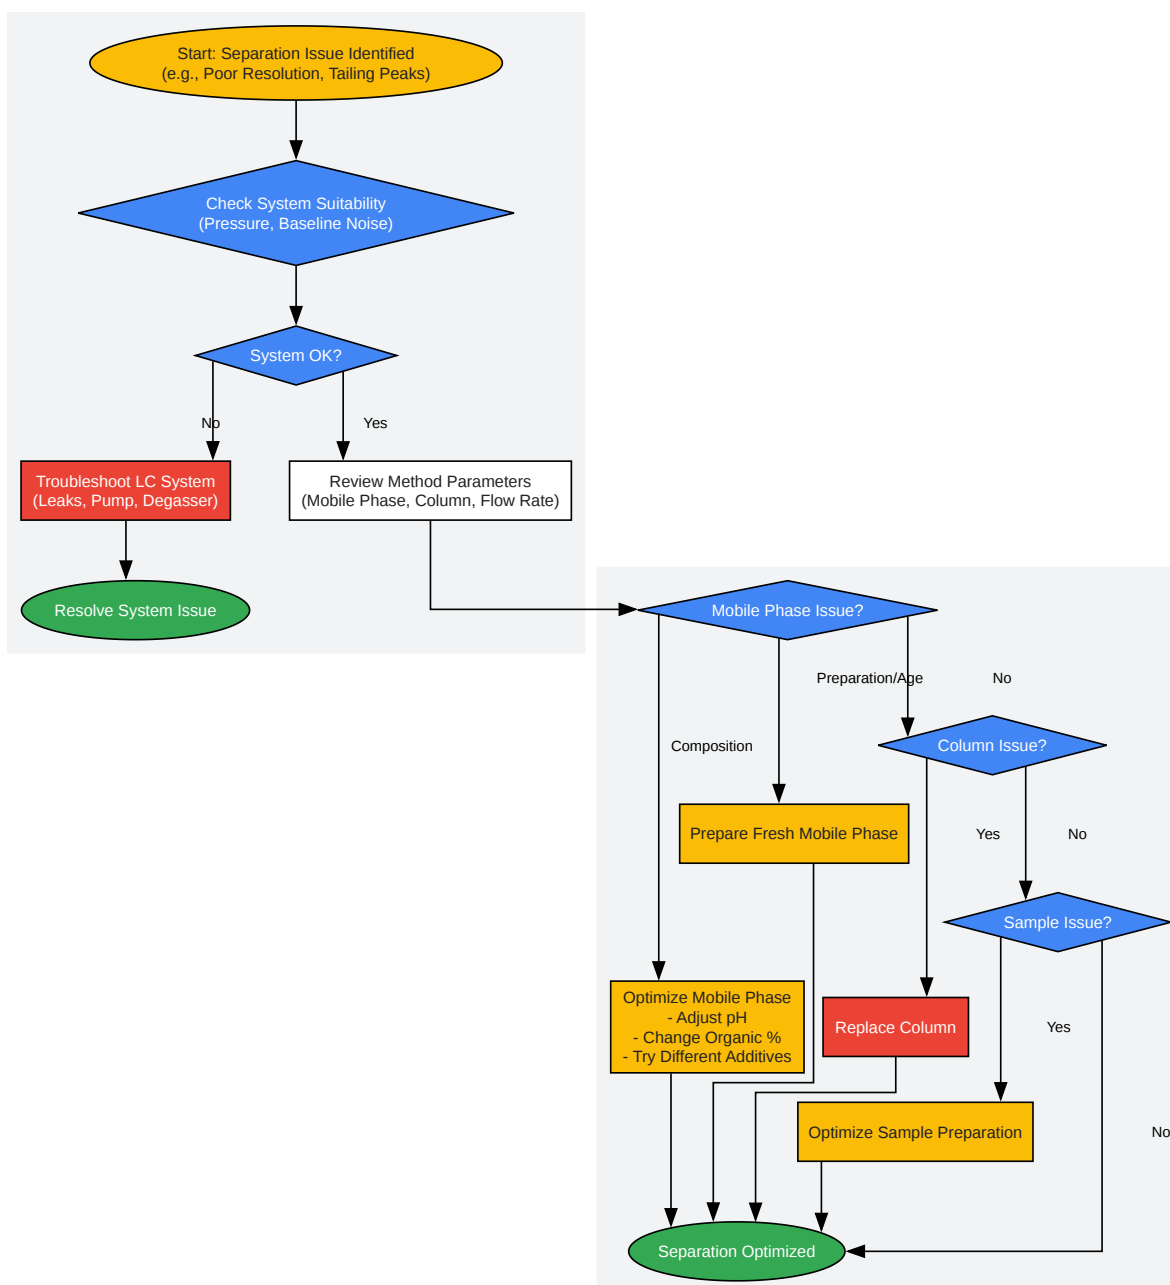 Start: Separation Issue Identified
(e.g., Poor Resolution, Tailing Peaks)
Check System Suitability
(Pressure, Baseline Noise)
System OK?
No
Yes
Troubleshoot LC System
(Leaks, Pump, Degasser)
Review Method Parameters
(Mobile Phase, Column, Flow Rate)
Resolve System Issue
Mobile Phase Issue?
Preparation/Age
No
Composition
Column Issue?
Prepare Fresh Mobile Phase
Yes
No
Sample Issue?
Optimize Mobile Phase
- Adjust pH
- Change Organic %
- Try Different Additives
Replace Column
Yes
Optimize Sample Preparation
No
Separation Optimized